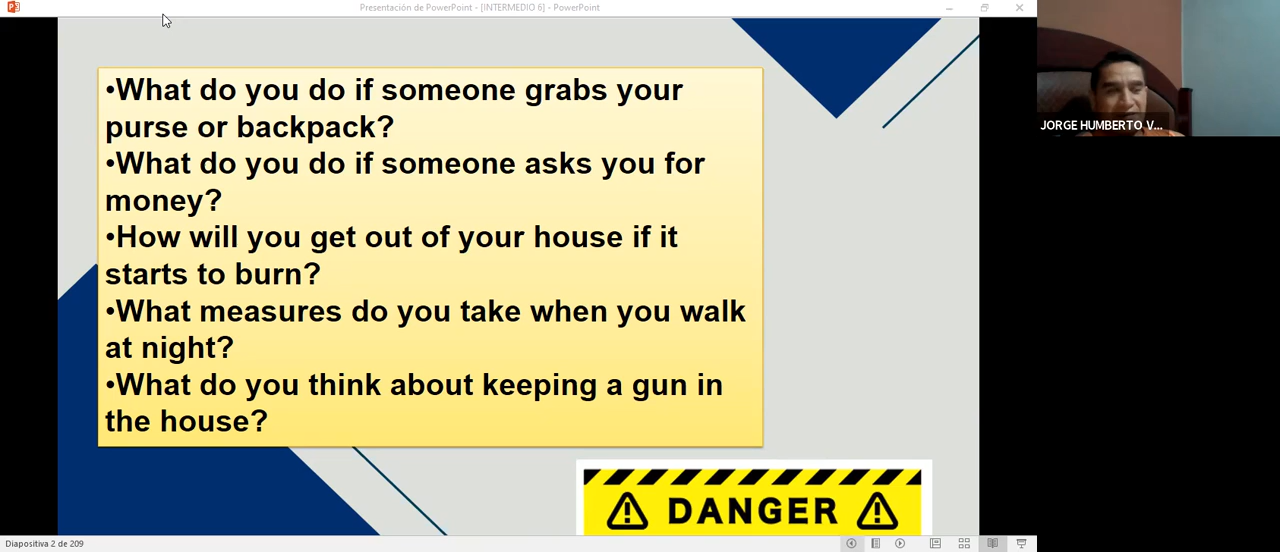 Presentación de PowerPoint - [INTERMEDIO 6] - PowerPoint
•What do you do if someone grabs your
purse or backpack?
•What do you do if someone asks you for
money?
•How will you get out of your house if it
starts to burn?
•What measures do you take when you walk
at night?
•What do you think about keeping a gun in
the house?
DANGER
JORGE HUMBERTO V...
Diapositiva 2 de 209